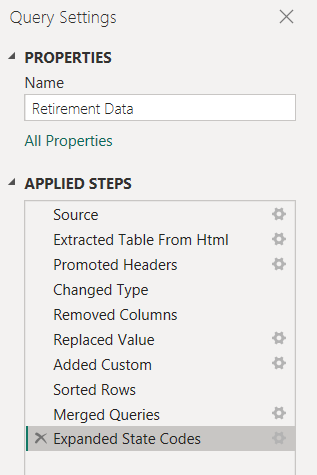 Query Settings
PROPERTIES
Name
Retirement Data
All Properties
APPLIED STEPS
Source
Extracted Table From Html
Promoted Headers
Changed Type
Removed Columns
Replaced Value
Added Custom
Sorted Rows
Merged Queries
Expanded State Codes